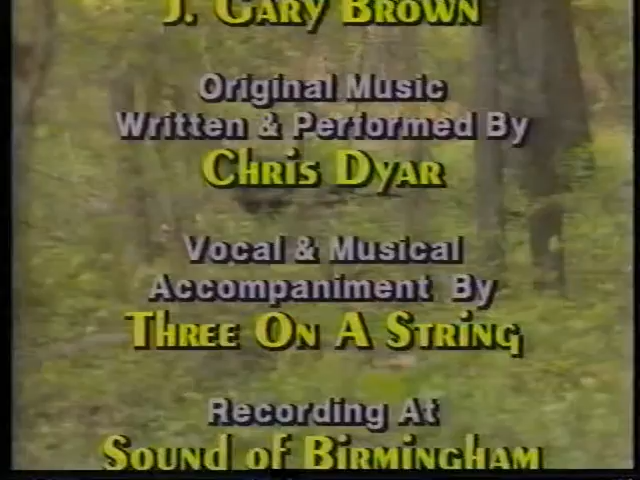 J. Gary Brown
Original Music
Written & Performed By
Chris Dyar
Vocal & Musical
Accompaniment By
Three On A String
Recording At
Sound of Birmingham